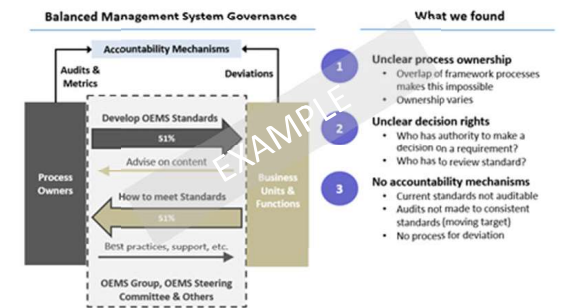 Balanced Management System Governance
Accountability Mechanisms
Audits &
Metrics
Deviations
Develop OEMS Standards
51%
Advise on content
How to meet Standards
51%
Best practices, support, etc.
OEMS Group, OEMS Steering
Committee & Others
Process
Owners
Business
Units &
Functions
EXAMPLE
What we found
1
Unclear process ownership
• Overlap of framework processes
makes this impossible
• Ownership varies
2
Unclear decision rights
• Who has authority to make a
decision on a requirement?
• Who has to review standard?
3
No accountability mechanisms
• Current standards not auditable
• Audits not made to consistent
standards (moving target)
• No process for deviation